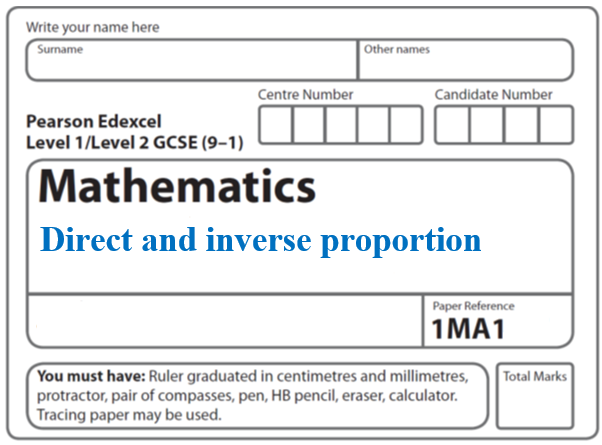 Write your name here
Surname
Other names
Centre Number
Candidate Number
Pearson Edexcel
Level 1/Level 2 GCSE (9–1)
Mathematics
Direct and inverse proportion
Paper Reference
1MA1
You must have: Ruler graduated in centimetres and millimetres,
protractor, pair of compasses, pen, HB pencil, eraser, calculator.
Tracing paper may be used.
Total Marks